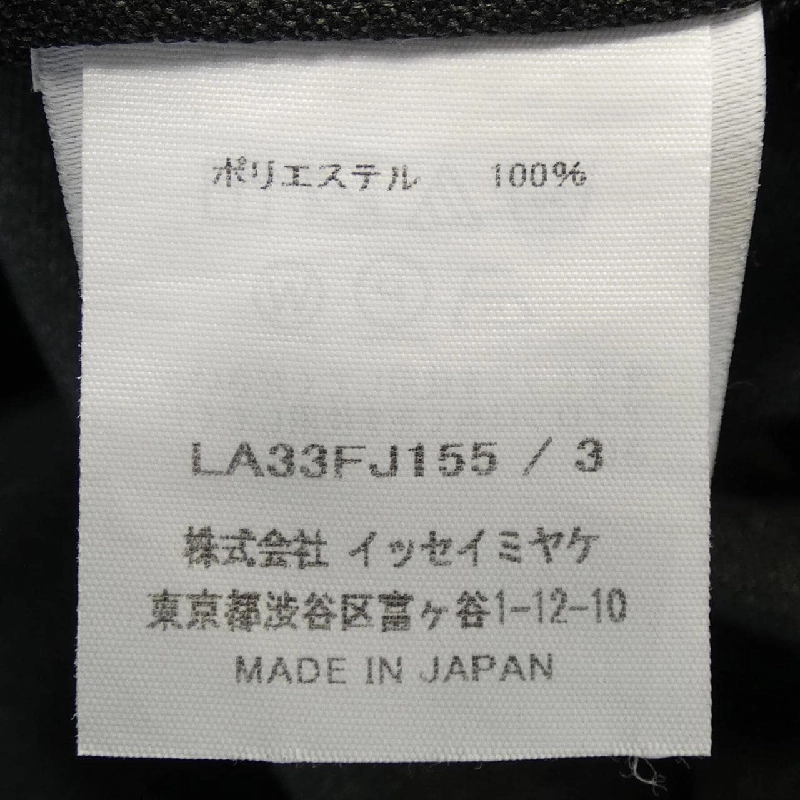 ポリエステル 100%
LA33FJ155 / 3
株式会社 イッセイミヤケ
東京都渋谷区富ヶ谷1-12-10
MADE IN JAPAN